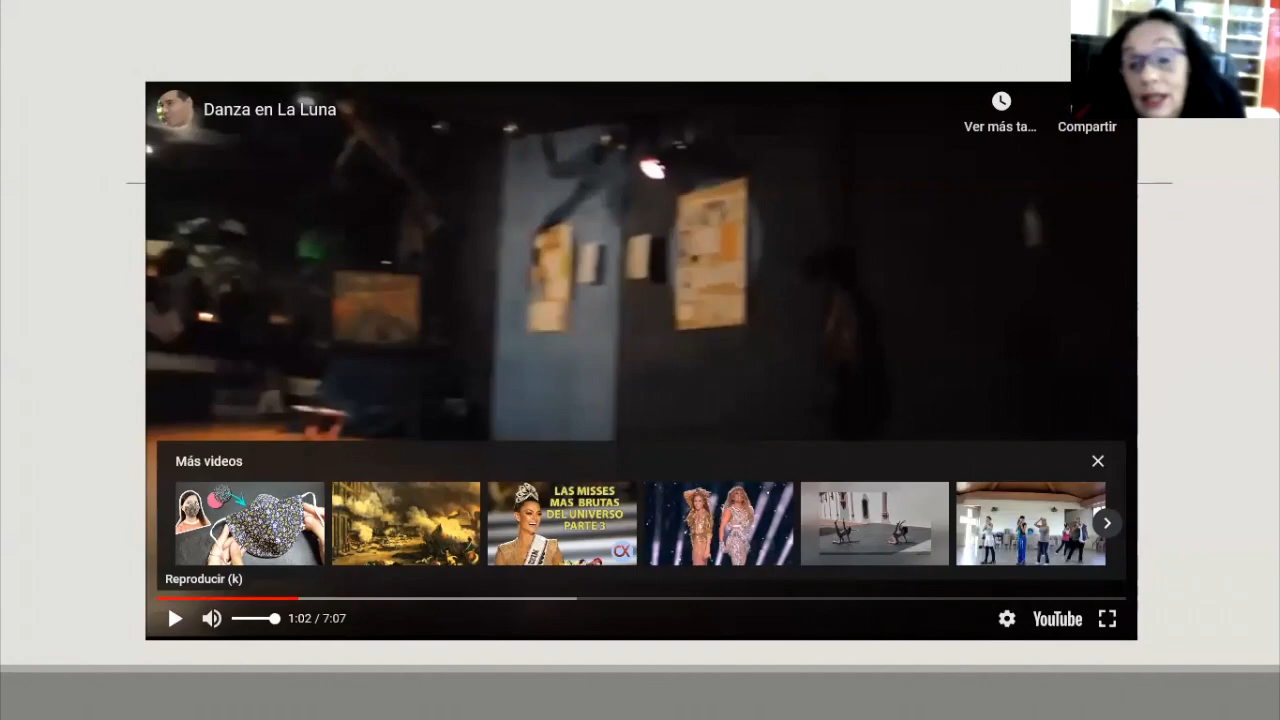 Danza en La Luna
Ver más ta...
Compartir
Más videos
LAS MISSES
MAS BRUTAS
DEL UNIVERSO
PARTE 3
CX
Reproducir (k)
1:02 / 7:07
YouTube